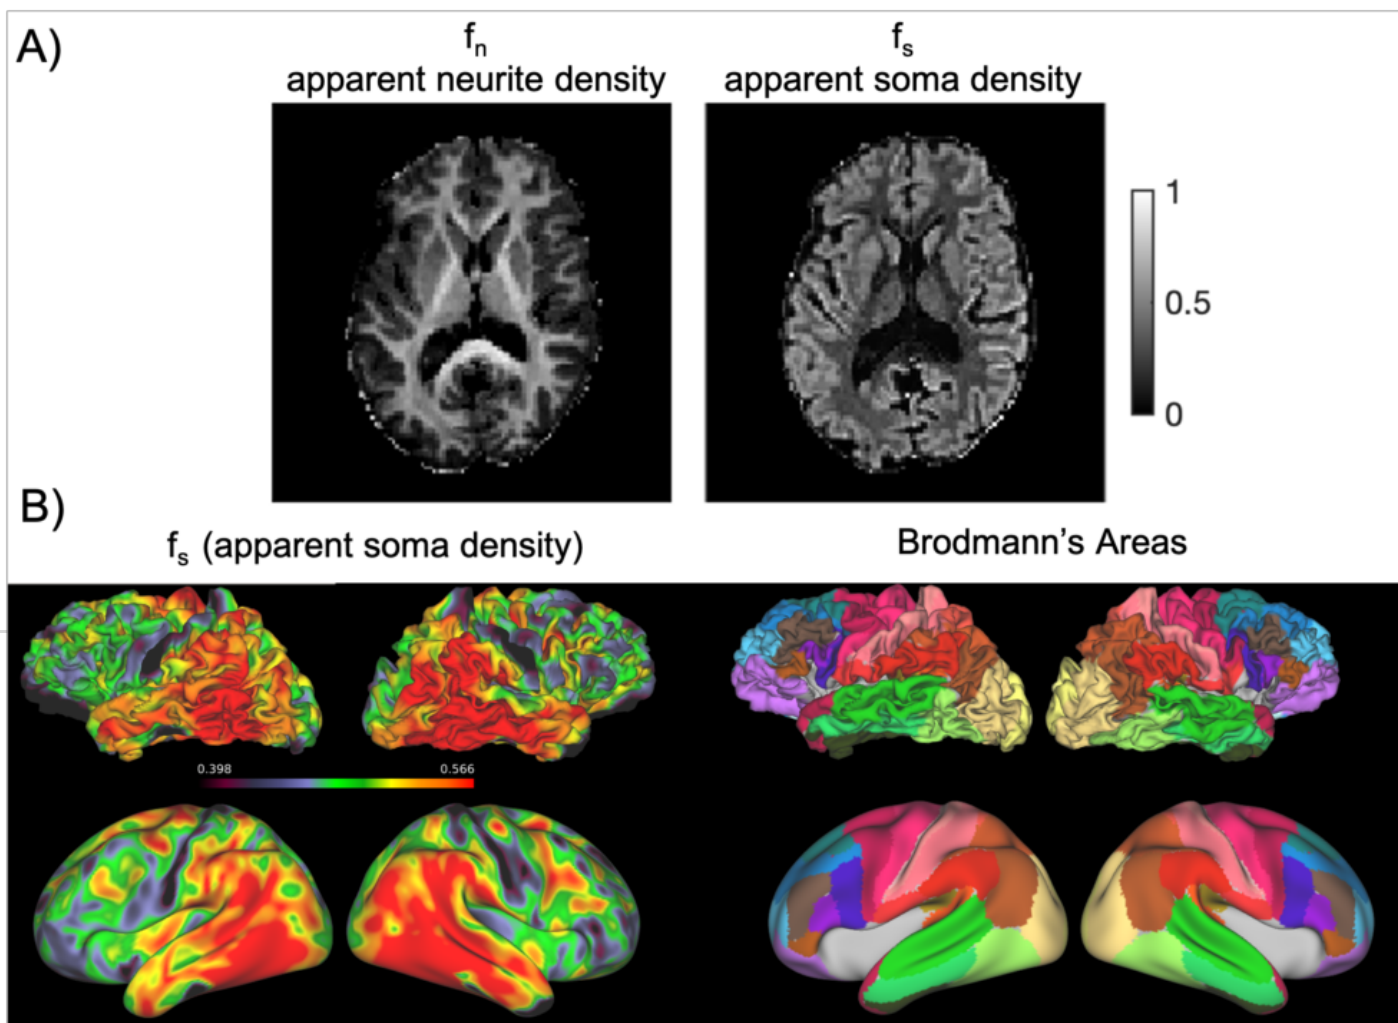 A)
fn
apparent neurite density
fs
apparent soma density
1
0.5
0
B)
fs (apparent soma density)
Brodmann's Areas
0.398
0.566